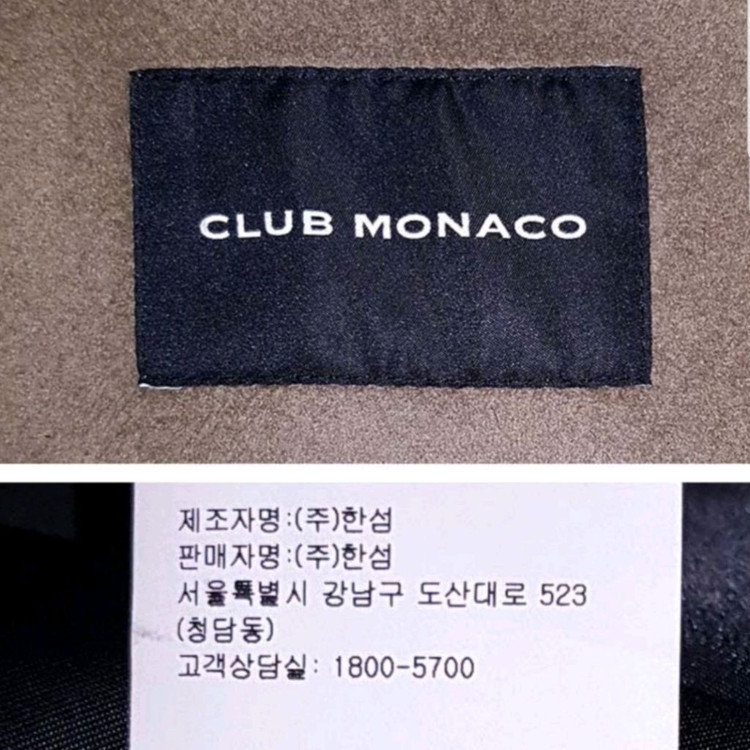 CLUB MONACO
제조자명:(주)한섬
판매자명:(주)한섬
서울특별시 강남구 도산대로 523
(청담동)
고객상담실: 1800-5700